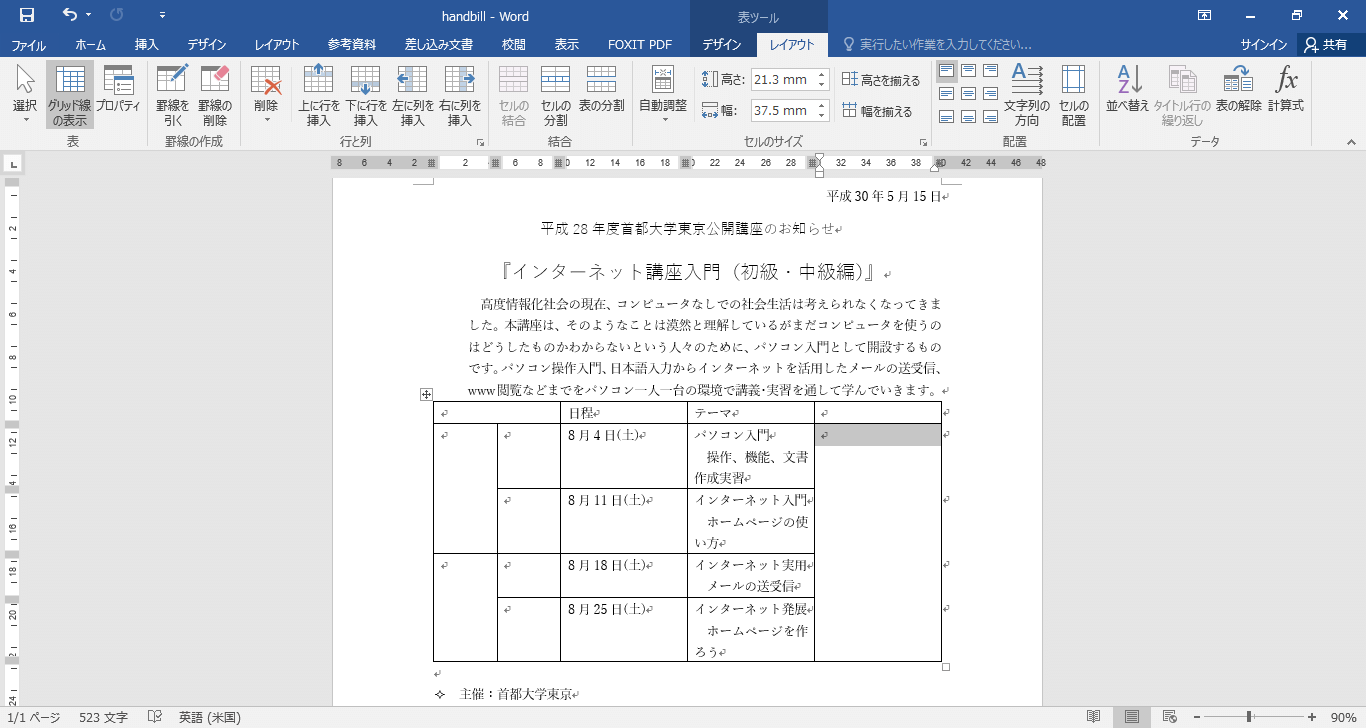 handbill - Word
表ツール
ファイル ホーム 挿入 デザイン レイアウト 参考資料 差し込み文書 校閲 表示 FOXIT PDF デザイン レイアウト 実行したい作業を入力してください... サインイン 共有
選択
グリッド線の表示
プロパティ
表
罫線を引く
罫線の削除
罫線の作成
削除
上に行を挿入
下に行を挿入
左に列を挿入
右に列を挿入
行と列
セルの結合
セルの分割
表の分割
結合
自動調整
高さ: 21.3 mm
幅: 37.5 mm
高さを揃える
幅を揃える
セルのサイズ
文字列の方向
セルの配置
配置
並べ替え
タイトル行の繰り返し
表の解除
計算式
データ
8 6 4 2 2 6 8 12 14 16 18 22 24 26 28 32 34 36 38 40 42 44 46 48
平成 30 年 5 月 15 日
平成 28 年度首都大学東京公開講座のお知らせ
『インターネット講座入門（初級・中級編）』
高度情報化社会の現在、コンピュータなしでの社会生活は考えられなくなってきま
した。本講座は、そのようなことは漠然と理解しているがまだコンピュータを使うの
はどうしたものかわからないという人々のために、パソコン入門として開設するもの
です。パソコン操作入門、日本語入力からインターネットを活用したメールの送受信、
www 閲覧などまでをパソコン一人一台の環境で講義・実習を通して学んでいきます。
日程 テーマ
8 月 4 日(土) パソコン入門
操作、機能、文書
作成実習
8 月 11 日(土) インターネット入門
ホームページの使
い方
8 月 18 日(土) インターネット実用
メールの送受信
8 月 25 日(土) インターネット発展
ホームページを作
ろう
主催：首都大学東京
1/1 ページ 523 文字 英語 (米国) 90%